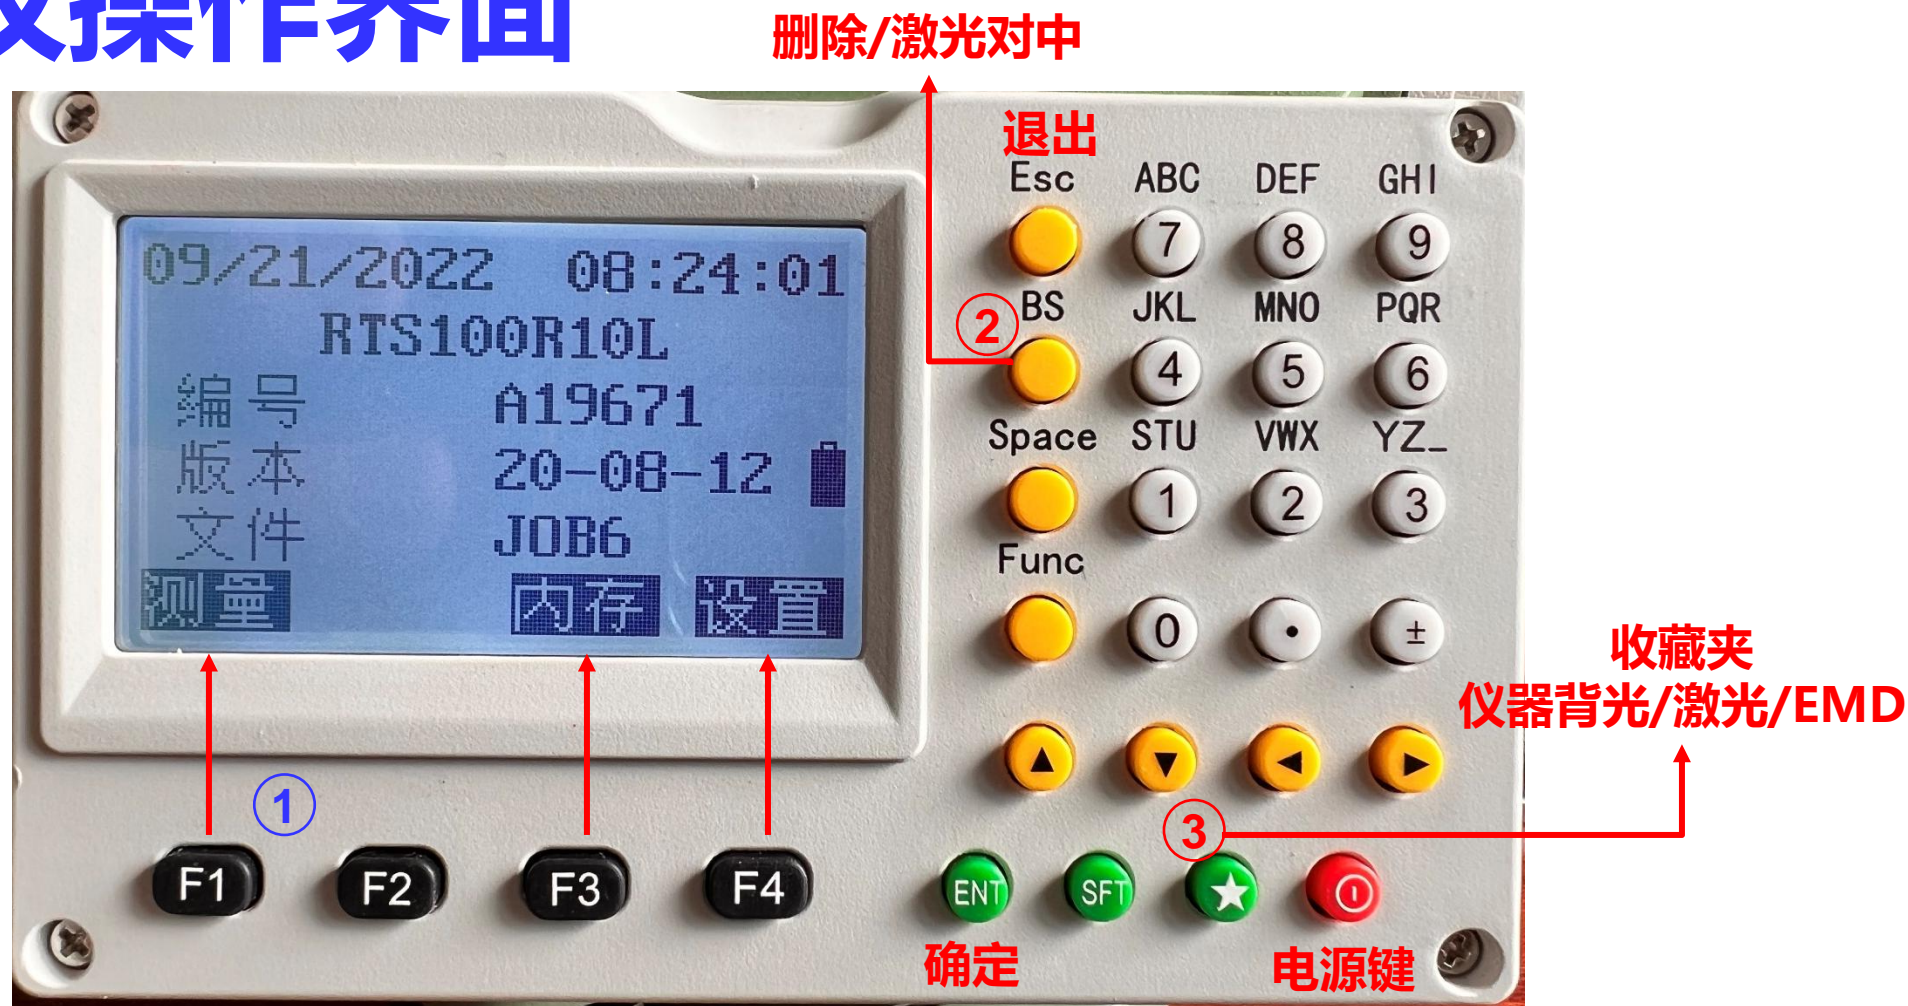 操作界面
删除/激光对中
退出
Esc ABC DEF GHI
7 8 9
② BS JKL MNO PQR
4 5 6
Space STU VWX YZ_
1 2 3
Func
0 • ±
09/21/2022 08:24:01
RTS100R10L
编号 A19671
版本 20-08-12
文件 JOB6
测量 内存 设置
收藏夹
仪器背光/激光/EMD
▲ ▼ ◀ ▶
① ③
F1 F2 F3 F4 ENT SFT ★
确定 电源键